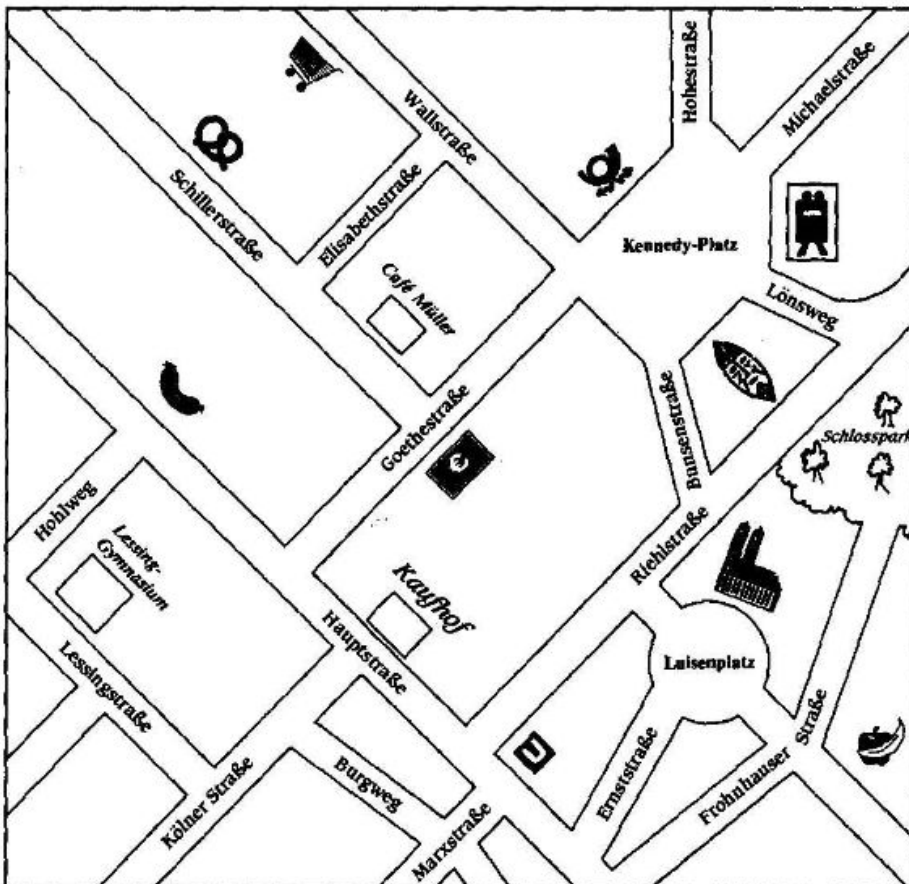 Hohestraße
Michaelstraße
Wallstraße
Schillerstraße
Elisabethstraße
Kennedy-Platz
Café Müller
Lönsweg
Goethestraße
Bunsenstraße
Schlosspark
Hohlweg
Lessing-
Gymnasium
Riehlstraße
Kaufhof
Hauptstraße
Lessingstraße
Luisenplatz
Burgweg
Kölner Straße
Ernststraße
Frohnhauser Straße
Marxstraße
U